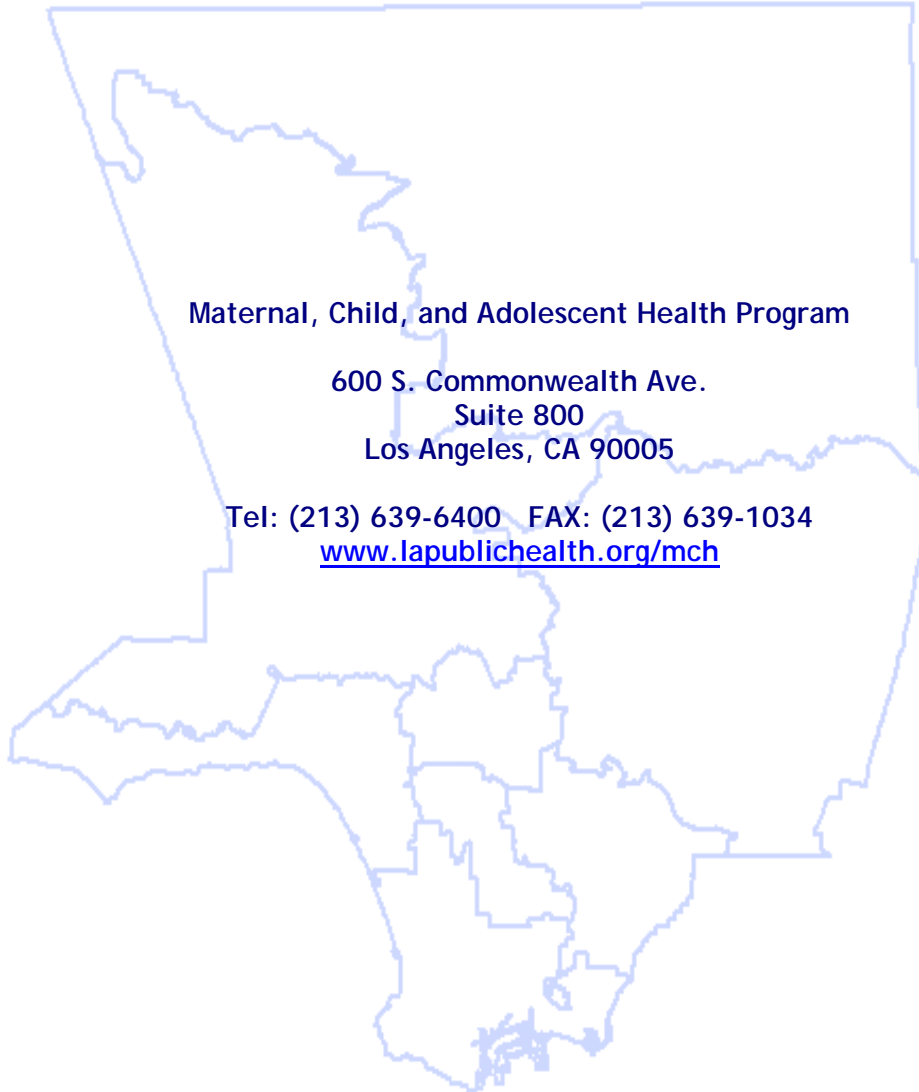 Maternal, Child, and Adolescent Health Program
600 S. Commonwealth Ave.
Suite 800
Los Angeles, CA 90005
Tel: (213) 639-6400 FAX: (213) 639-1034
www.lapublichealth.org/mch